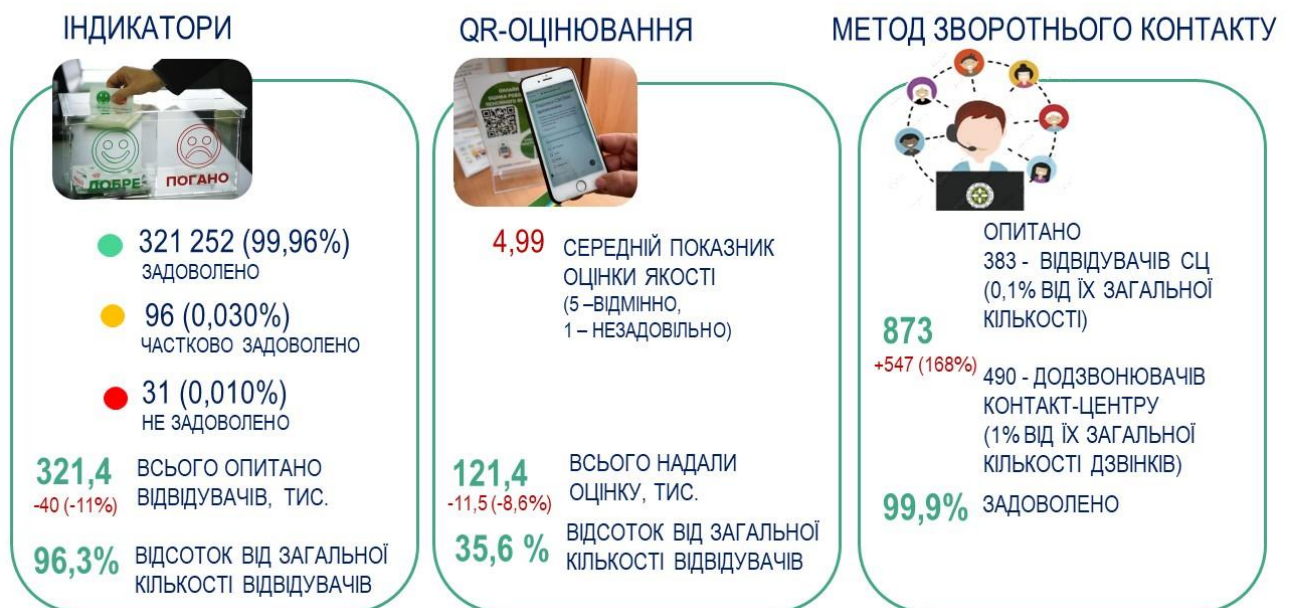 ІНДИКАТОРИ
ДОБРЕ
ПОГАНО
321 252 (99,96%)
ЗАДОВОЛЕНО
96 (0,030%)
ЧАСТКОВО ЗАДОВОЛЕНО
31 (0,010%)
НЕ ЗАДОВОЛЕНО
321,4
-40 (-11%)
ВСЬОГО ОПИТАНО
ВІДВІДУВАЧІВ, ТИС.
96,3%
ВІДСОТОК ВІД ЗАГАЛЬНОЇ
КІЛЬКОСТІ ВІДВІДУВАЧІВ
QR-ОЦІНЮВАННЯ
4,99
СЕРЕДНІЙ ПОКАЗНИК
ОЦІНКИ ЯКОСТІ
(5 –ВІДМІННО,
1 – НЕЗАДОВІЛЬНО)
121,4
-11,5 (-8,6%)
ВСЬОГО НАДАЛИ
ОЦІНКУ, ТИС.
35,6 %
ВІДСОТОК ВІД ЗАГАЛЬНОЇ
КІЛЬКОСТІ ВІДВІДУВАЧІВ
МЕТОД ЗВОРОТНЬОГО КОНТАКТУ
873
+547 (168%)
ОПИТАНО
383 - ВІДВІДУВАЧІВ СЦ
(0,1% ВІД ЇХ ЗАГАЛЬНОЇ
КІЛЬКОСТІ)
490 - ДОДЗВОНЮВАЧІВ
КОНТАКТ-ЦЕНТРУ
(1% ВІД ЇХ ЗАГАЛЬНОЇ
КІЛЬКОСТІ ДЗВІНКІВ)
99,9%
ЗАДОВОЛЕНО